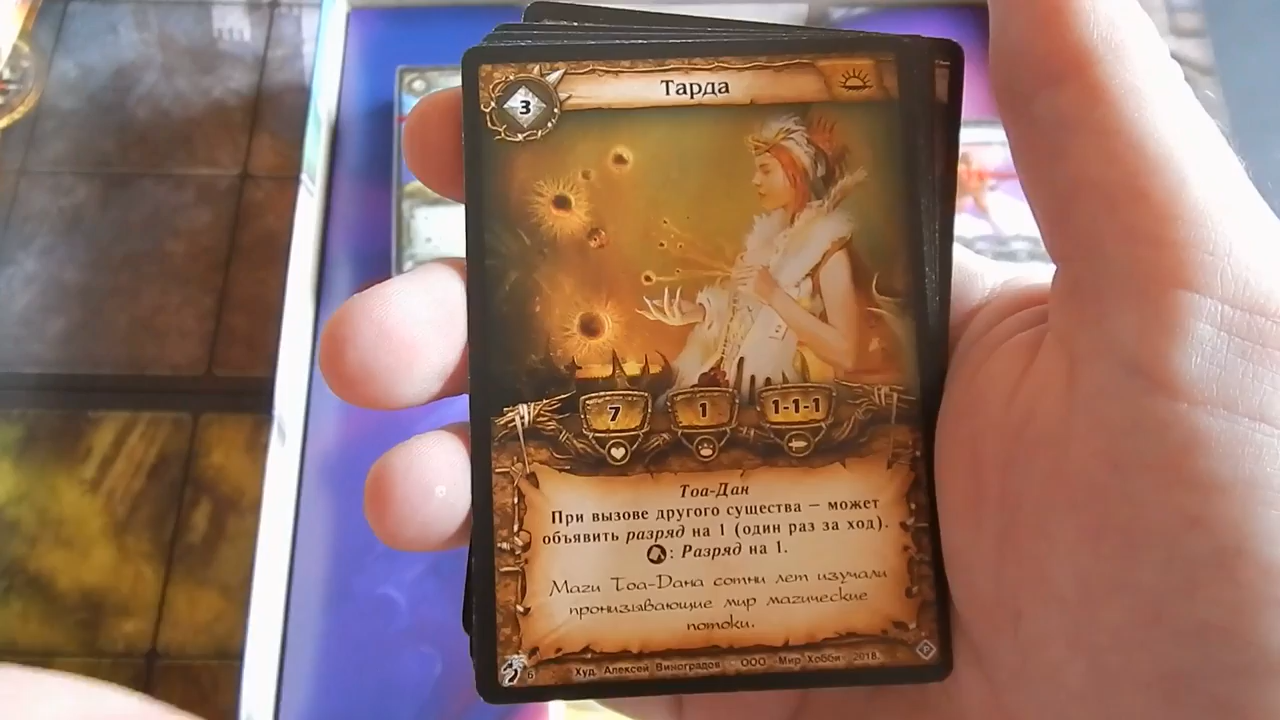 3
Тарда
7
1
1-1-1
Тоа-Дан
При вызове другого существа – может
объявить разряд на 1 (один раз за ход).
: Разряд на 1.
Маги Тоа-Дана сотни лет изучали
пронизывающие мир магические
потоки.
6
Худ. Алексей Виноградов ООО «Мир Хобби» 2018.
Р